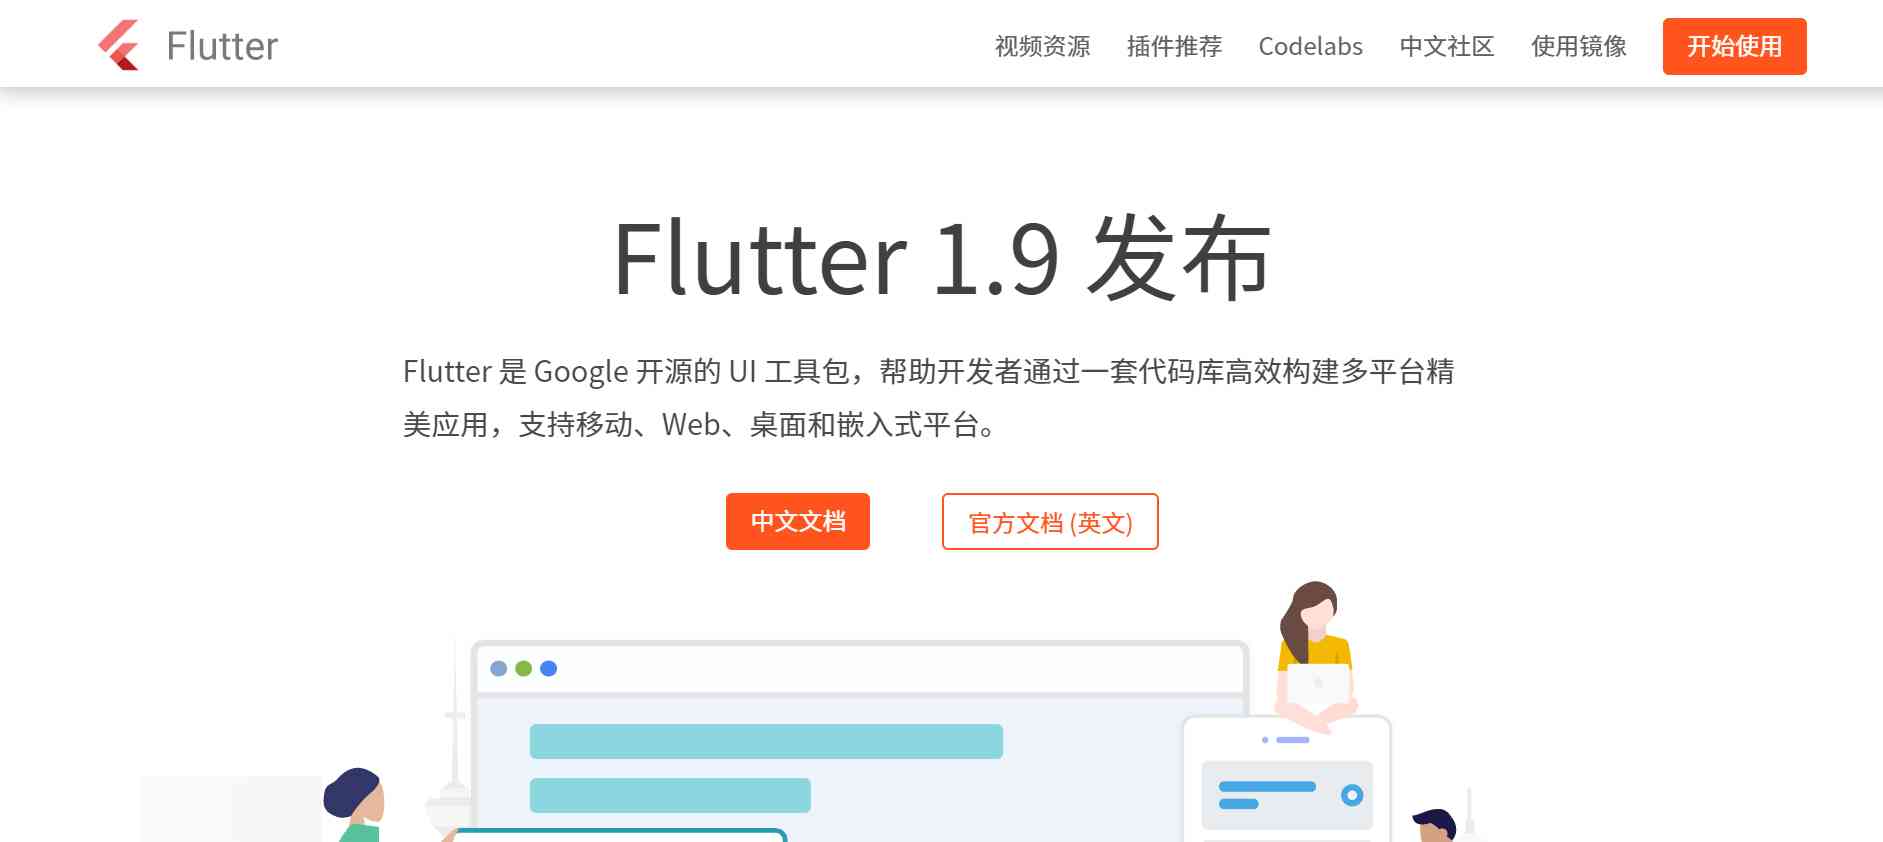 Flutter
视频资源 插件推荐 Codelabs 中文社区 使用镜像 开始使用
Flutter 1.9 发布
Flutter 是 Google 开源的 UI 工具包，帮助开发者通过一套代码库高效构建多平台精
美应用，支持移动、Web、桌面和嵌入式平台。
中文文档 官方文档 (英文)